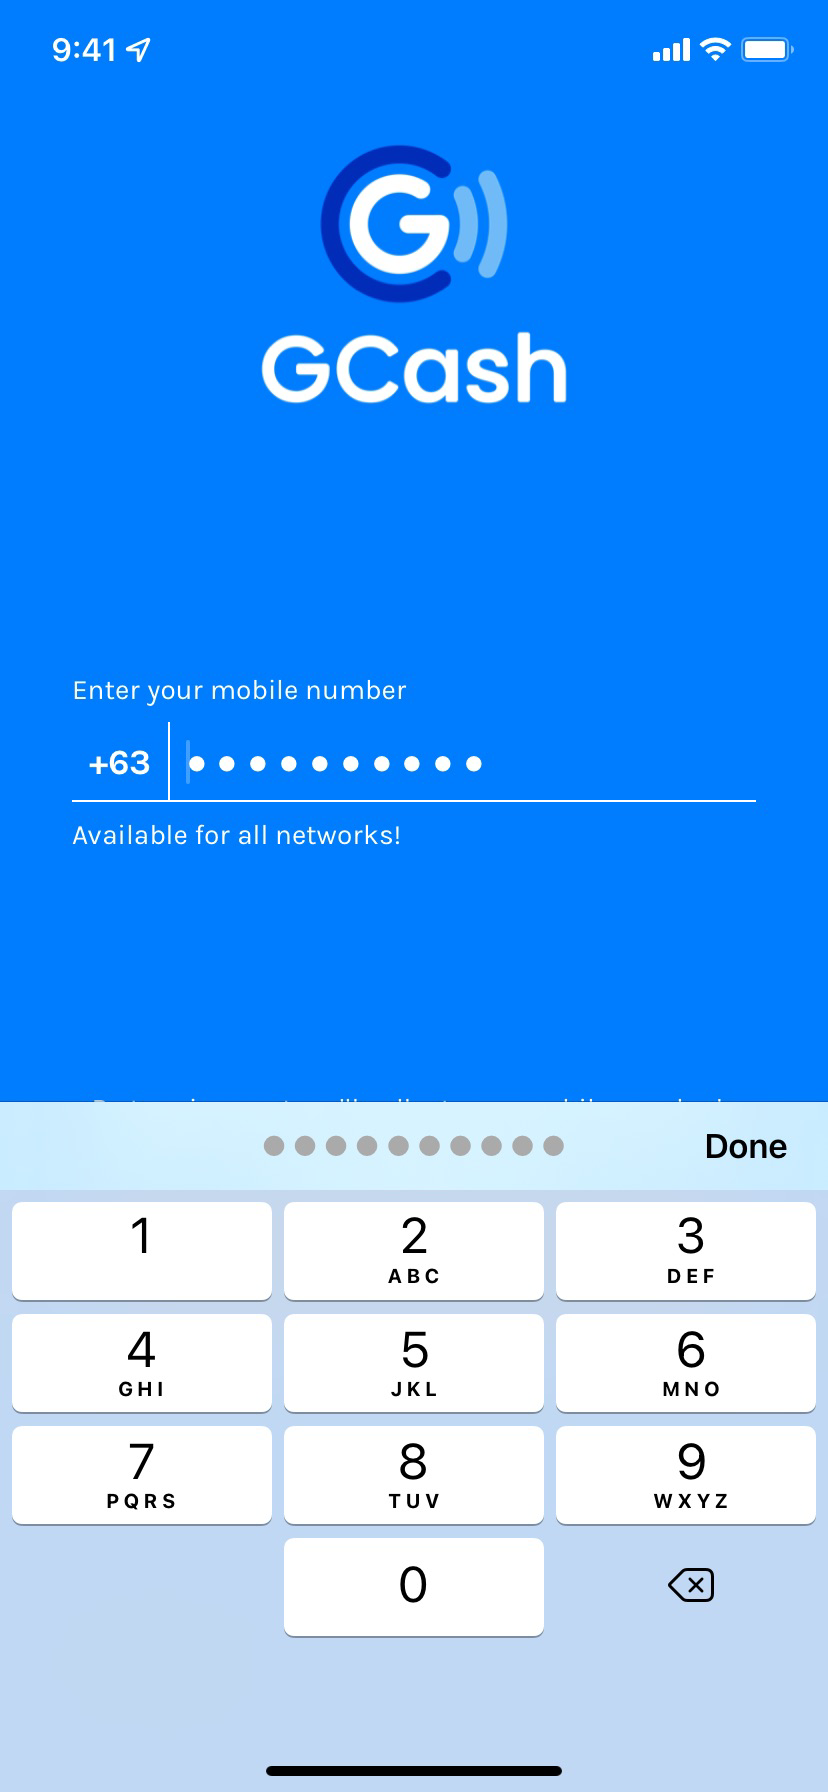 9:41
GCash
Enter your mobile number
+63
Available for all networks!
Done
1
2
ABC
3
DEF
4
GHI
5
JKL
6
MNO
7
PQRS
8
TUV
9
WXYZ
0